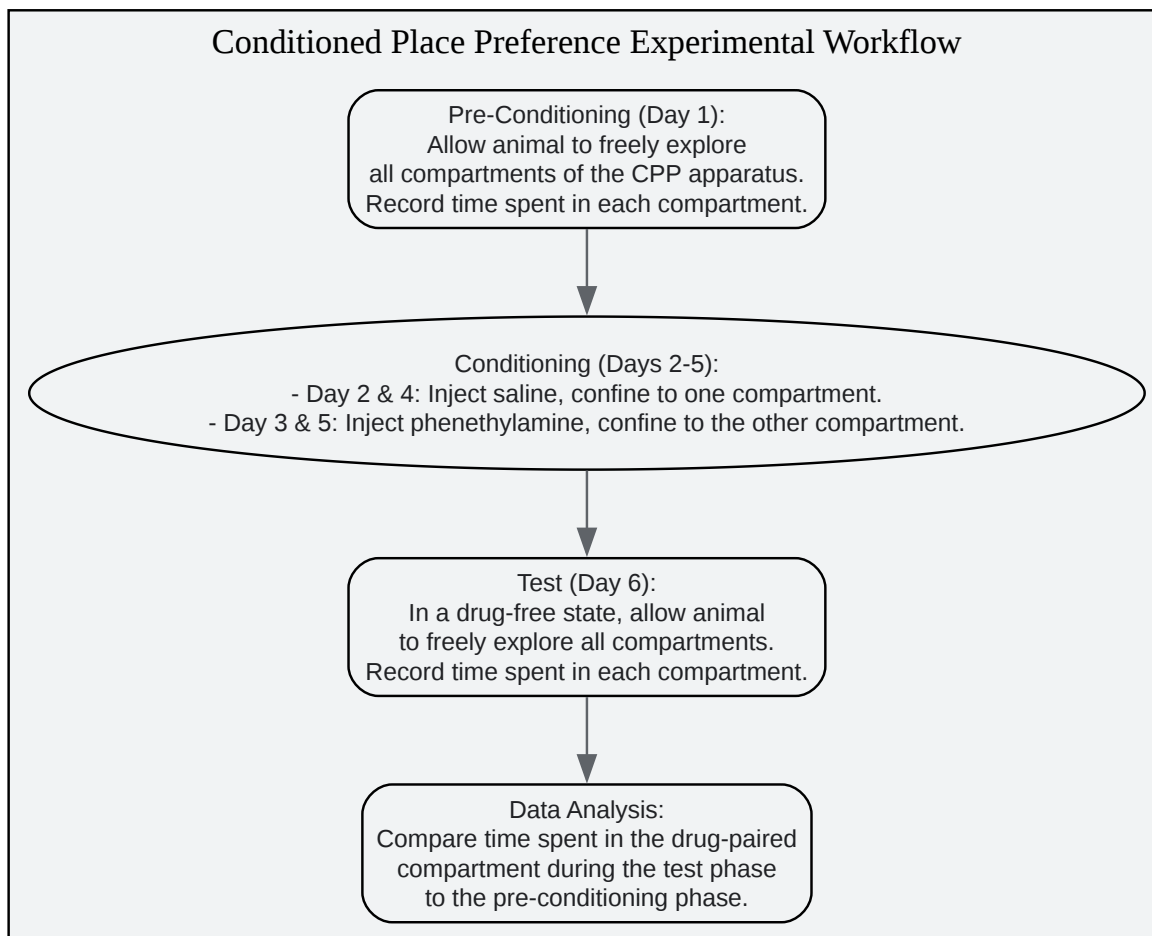 Conditioned Place Preference Experimental Workflow
Pre-Conditioning (Day 1):
Allow animal to freely explore
all compartments of the CPP apparatus.
Record time spent in each compartment.
Conditioning (Days 2-5):
- Day 2 & 4: Inject saline, confine to one compartment.
- Day 3 & 5: Inject phenethylamine, confine to the other compartment.
Test (Day 6):
In a drug-free state, allow animal
to freely explore all compartments.
Record time spent in each compartment.
Data Analysis:
Compare time spent in the drug-paired
compartment during the test phase
to the pre-conditioning phase.